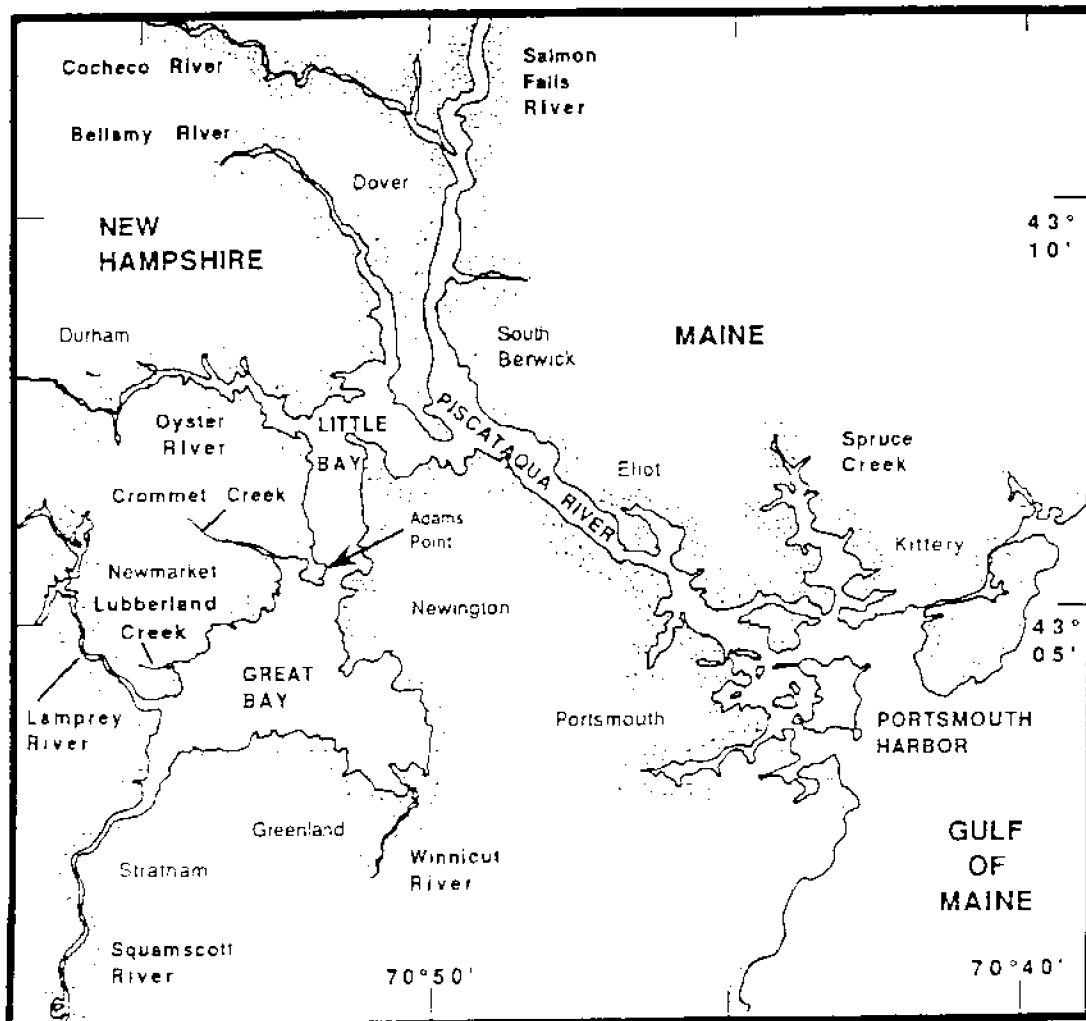 Cocheco River
Salmon
Falls
River
Bellamy River
Dover
NEW
HAMPSHIRE
43°
10'
Durham
South
Berwick
MAINE
Oyster
River
LITTLE
BAY
PISCATAQUA RIVER
Spruce
Creek
Eliot
Crommet Creek
Adams
Point
Kittery
Newmarket
Lubberland
Creek
Newington
43°
05'
GREAT
BAY
Lamprey
River
Portsmouth
PORTSMOUTH
HARBOR
Greenland
GULF
OF
MAINE
Stratham
Winnicut
River
Squamscott
River
70°50'
70°40'